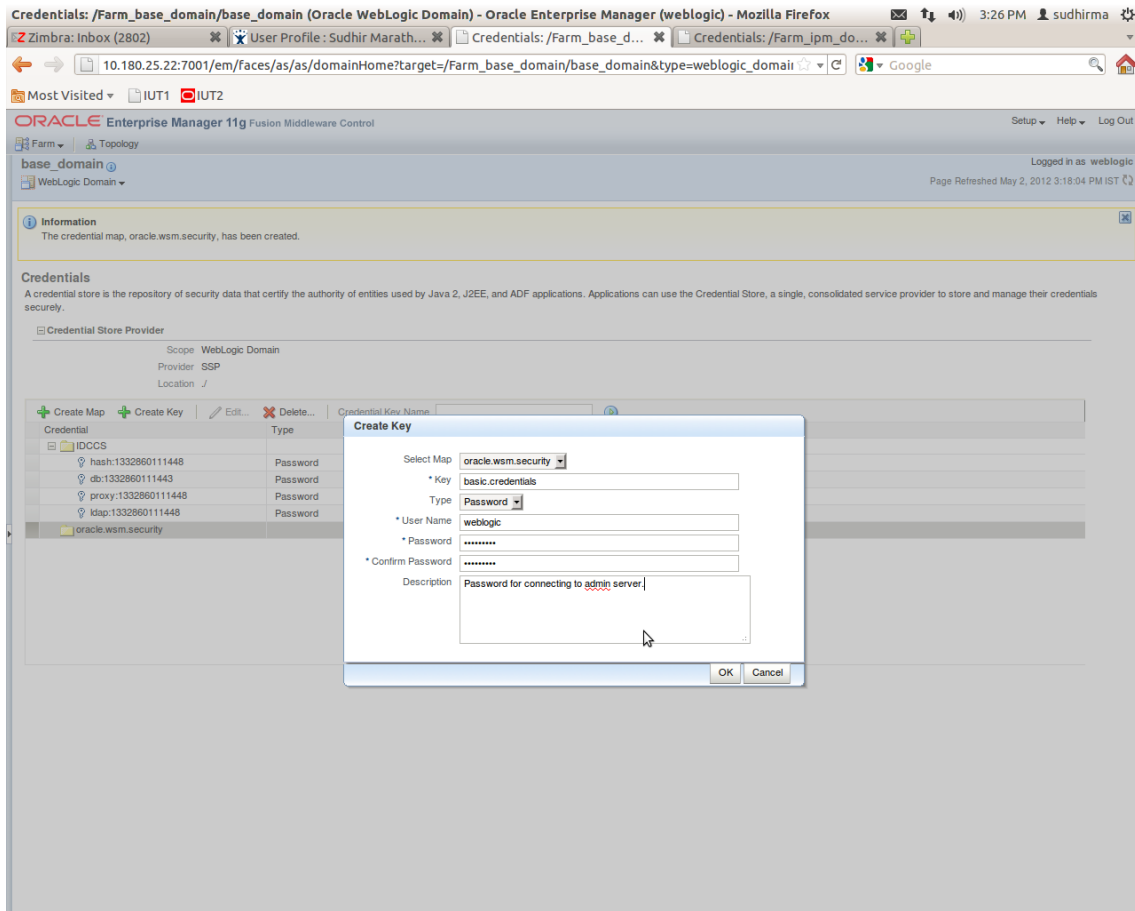 Credentials: /Farm_base_domain/base_domain (Oracle WebLogic Domain) - Oracle Enterprise Manager (weblogic) - Mozilla Firefox 3:26 PM sudhirma
Zimbra: Inbox (2802) User Profile : Sudhir Marath... Credentials: /Farm_base_d... Credentials: /Farm_ipm_do...
10.180.25.22:7001/em/faces/as/as/domainHome?target=/Farm_base_domain/base_domain&type=weblogic_domain Google
Most Visited IUT1 IUT2
ORACLE Enterprise Manager 11g Fusion Middleware Control Setup Help Log Out
Farm Topology
base_domain Logged in as weblogic
WebLogic Domain Page Refreshed May 2, 2012 3:18:04 PM IST
Information
The credential map, oracle.wsm.security, has been created.
Credentials
A credential store is the repository of security data that certify the authority of entities used by Java 2, J2EE, and ADF applications. Applications can use the Credential Store, a single, consolidated service provider to store and manage their credentials
securely.
Credential Store Provider
Scope WebLogic Domain
Provider SSP
Location ./
Create Map Create Key Edit... Delete... Credential Key Name
Credential Type
IDCCS
hash:1332860111448 Password
db:1332860111443 Password
proxy:1332860111448 Password
ldap:1332860111448 Password
oracle.wsm.security
Create Key
Select Map oracle.wsm.security
* Key basic.credentials
Type Password
* User Name weblogic
* Password •••••••••
* Confirm Password •••••••••
Description Password for connecting to admin server.
OK Cancel